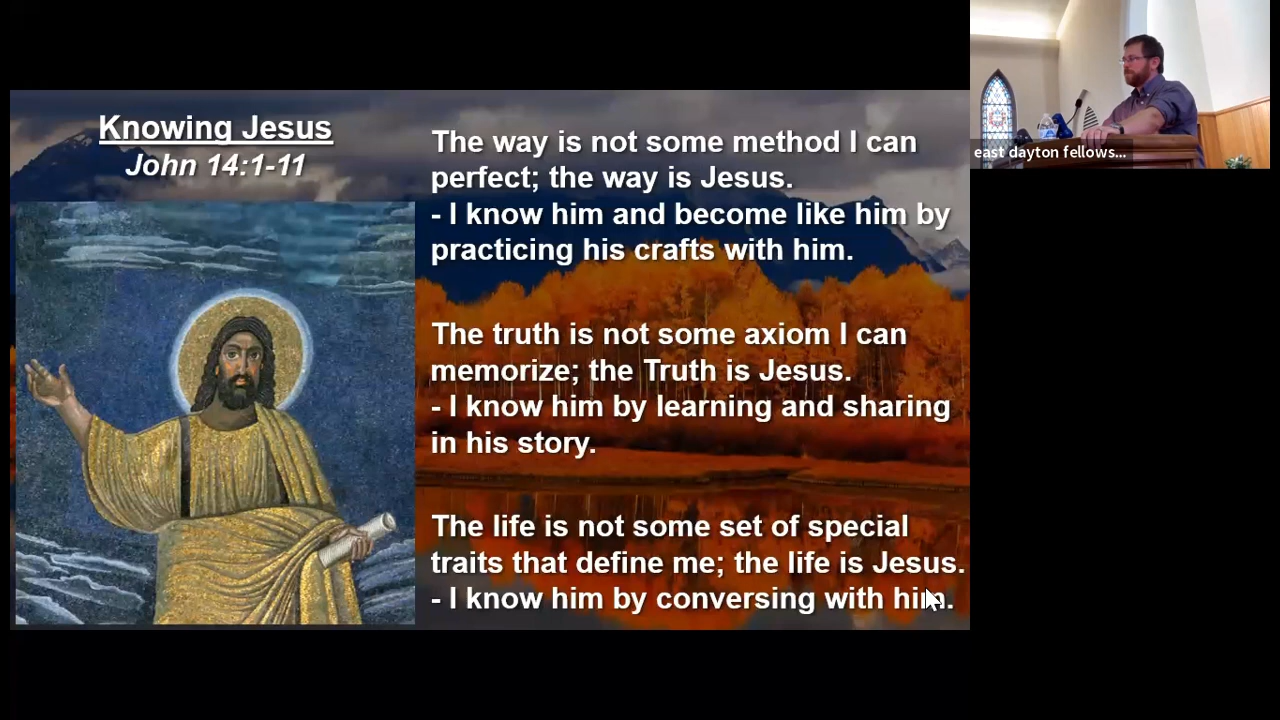 Knowing Jesus
John 14:1-11
The way is not some method I can
perfect; the way is Jesus.
- I know him and become like him by
practicing his crafts with him.
The truth is not some axiom I can
memorize; the Truth is Jesus.
- I know him by learning and sharing
in his story.
The life is not some set of special
traits that define me; the life is Jesus.
- I know him by conversing with him.
east dayton fellows...